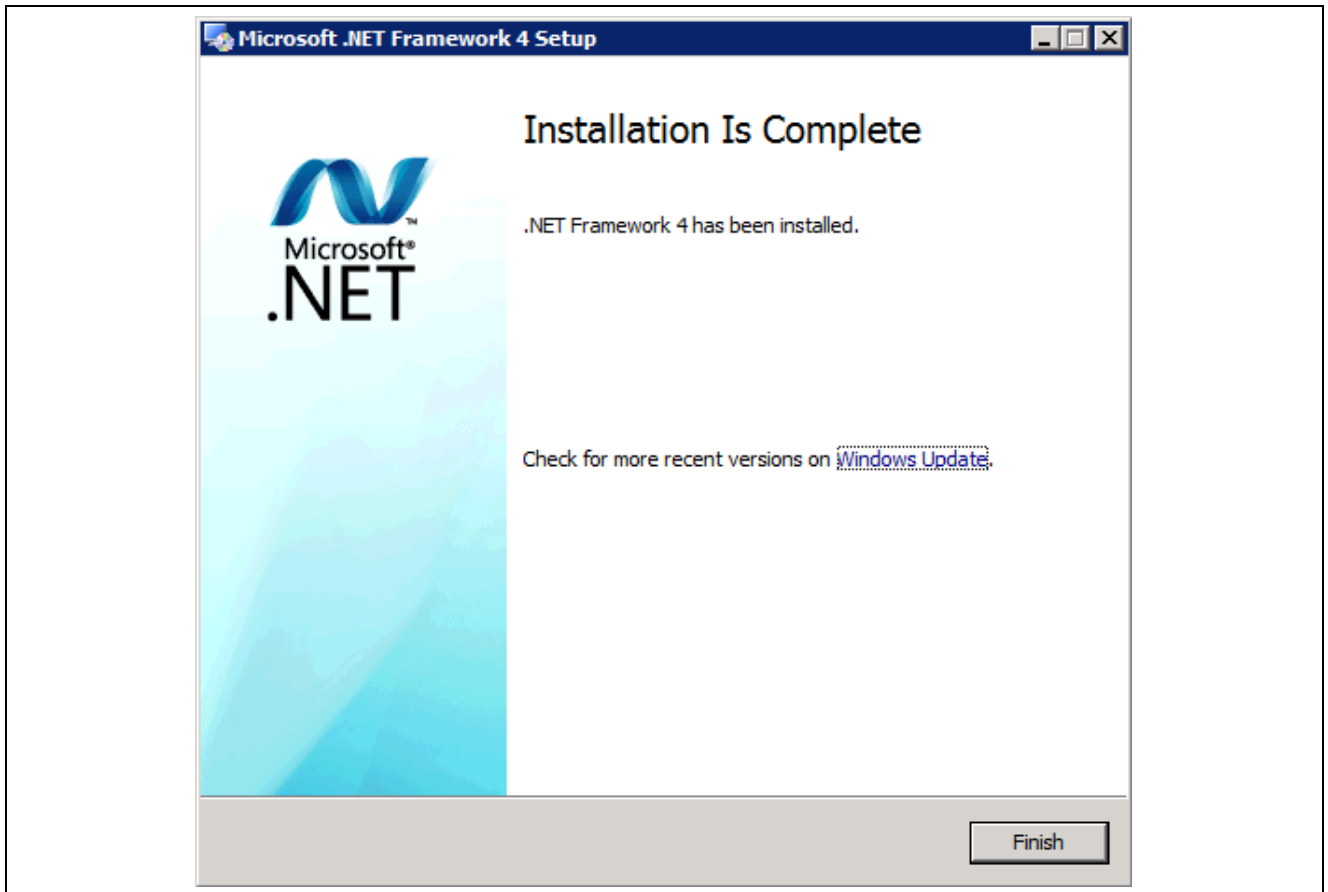 Microsoft .NET Framework 4 Setup
Installation Is Complete
Microsoft®
.NET
™
.NET Framework 4 has been installed.
Check for more recent versions on Windows Update.
Finish